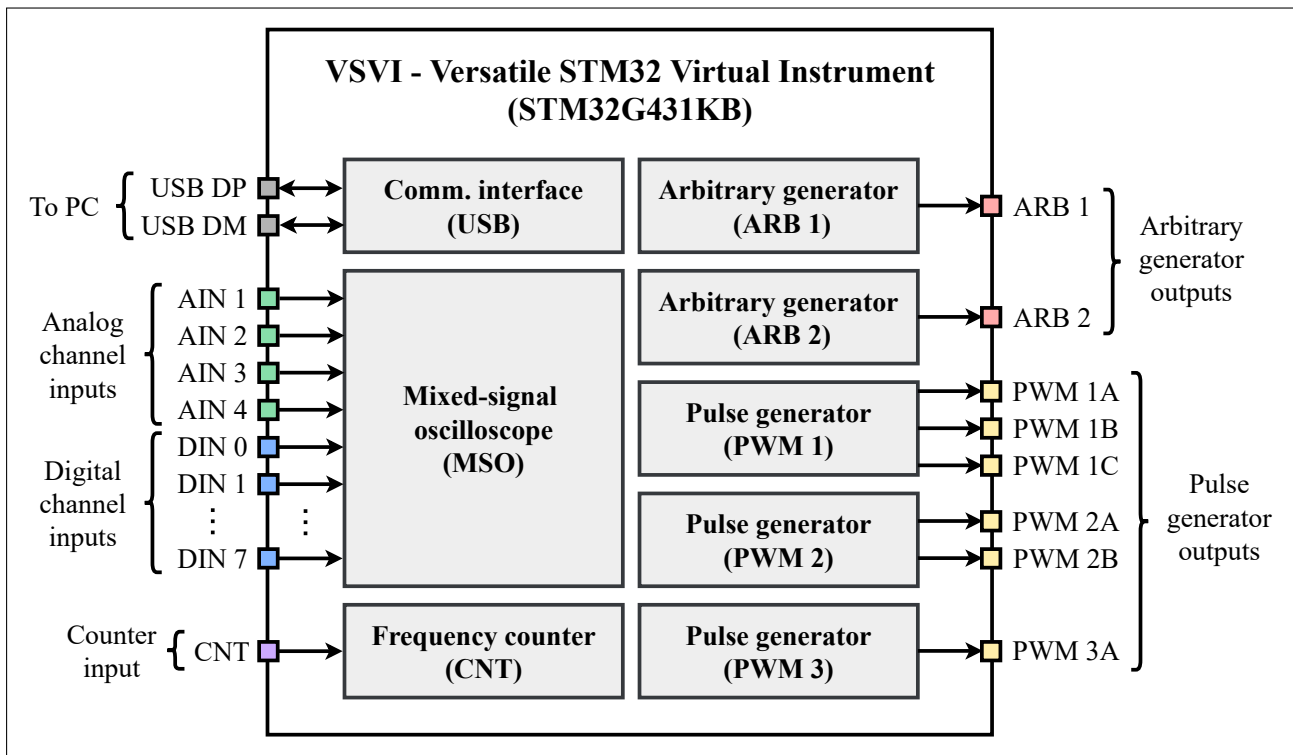 VSVI - Versatile STM32 Virtual Instrument
(STM32G431KB)
To PC
USB DP
USB DM
Comm. interface
(USB)
Analog
channel
inputs
AIN 1
AIN 2
AIN 3
AIN 4
Digital
channel
inputs
DIN 0
DIN 1
⋮ ⋮
DIN 7
Mixed-signal
oscilloscope
(MSO)
Counter
input
CNT
Frequency counter
(CNT)
Arbitrary generator
(ARB 1)
ARB 1
Arbitrary generator
(ARB 2)
ARB 2
Arbitrary
generator
outputs
Pulse generator
(PWM 1)
PWM 1A
PWM 1B
PWM 1C
Pulse generator
(PWM 2)
PWM 2A
PWM 2B
Pulse generator
(PWM 3)
PWM 3A
Pulse
generator
outputs